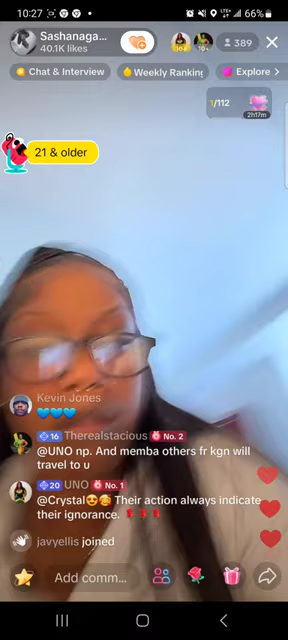 10:27
66%
Sashanaga...
40.1K likes
10+
389
Chat & Interview
Weekly Ranking
Explore
1/112
2h17m
21 & older
Kevin Jones
16 Therealstacious No. 2
@UNO np. And memba others fr kgn will
travel to u
20 UNO No. 1
@Crystal😍🥰 Their action always indicate
their ignorance.
javyellis joined
Add comm...